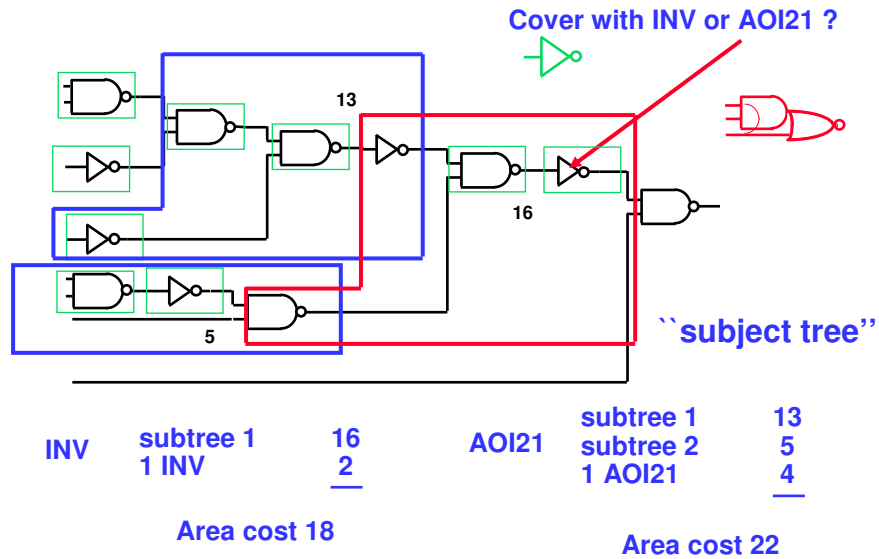 Cover with INV or AOI21 ?
13
16
5
``subject tree’’
INV
subtree 1 16
1 INV 2
Area cost 18
AOI21
subtree 1 13
subtree 2 5
1 AOI21 4
Area cost 22